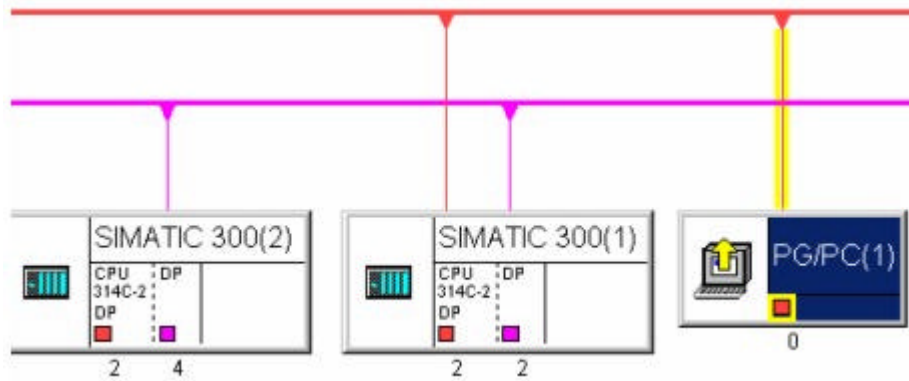 SIMATIC 300(2)
CPU
314C-2
DP
DP
2
4
SIMATIC 300(1)
CPU
314C-2
DP
DP
2
2
PG/PC(1)
0